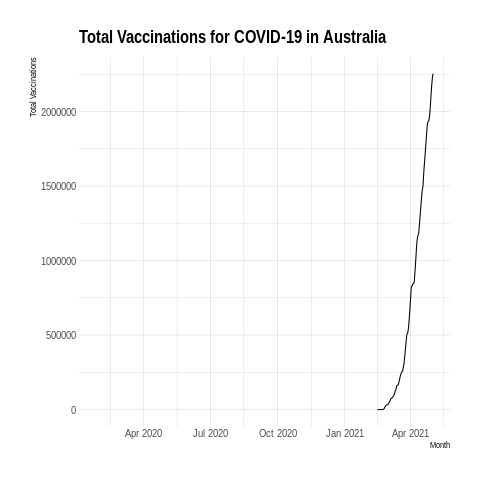 Total Vaccinations for COVID-19 in Australia
Total Vaccinations
2000000
1500000
1000000
500000
0
Apr 2020 Jul 2020 Oct 2020 Jan 2021 Apr 2021
Month